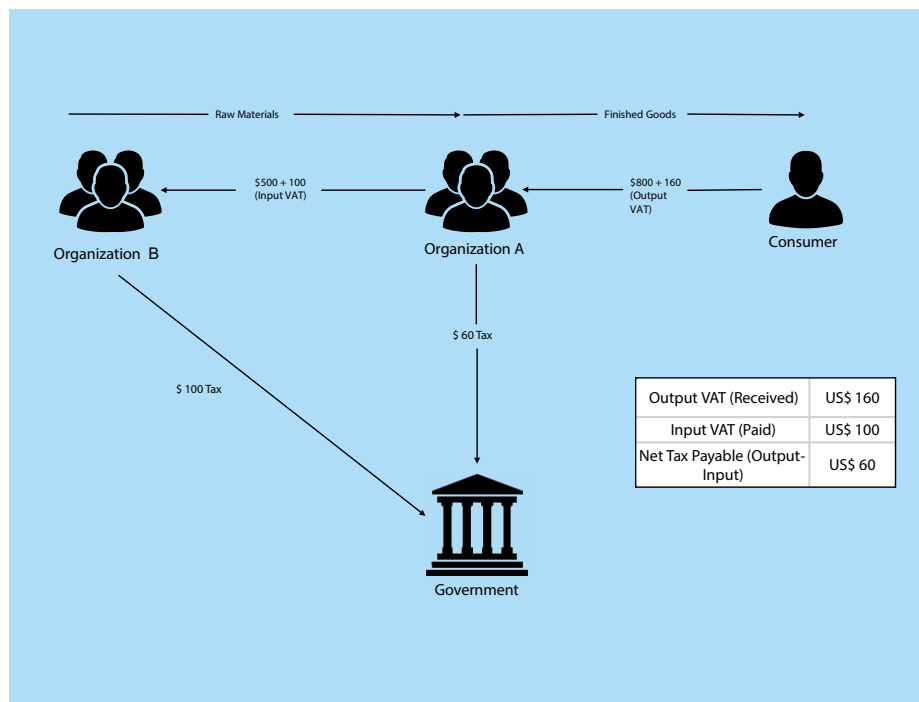 Raw Materials
Finished Goods
$500 + 100
(Input VAT)
$800 + 160
(Output
VAT)
Organization B
Organization A
Consumer
$ 60 Tax
$ 100 Tax
Output VAT (Received) US$ 160
Input VAT (Paid) US$ 100
Net Tax Payable (Output-
Input) US$ 60
Government